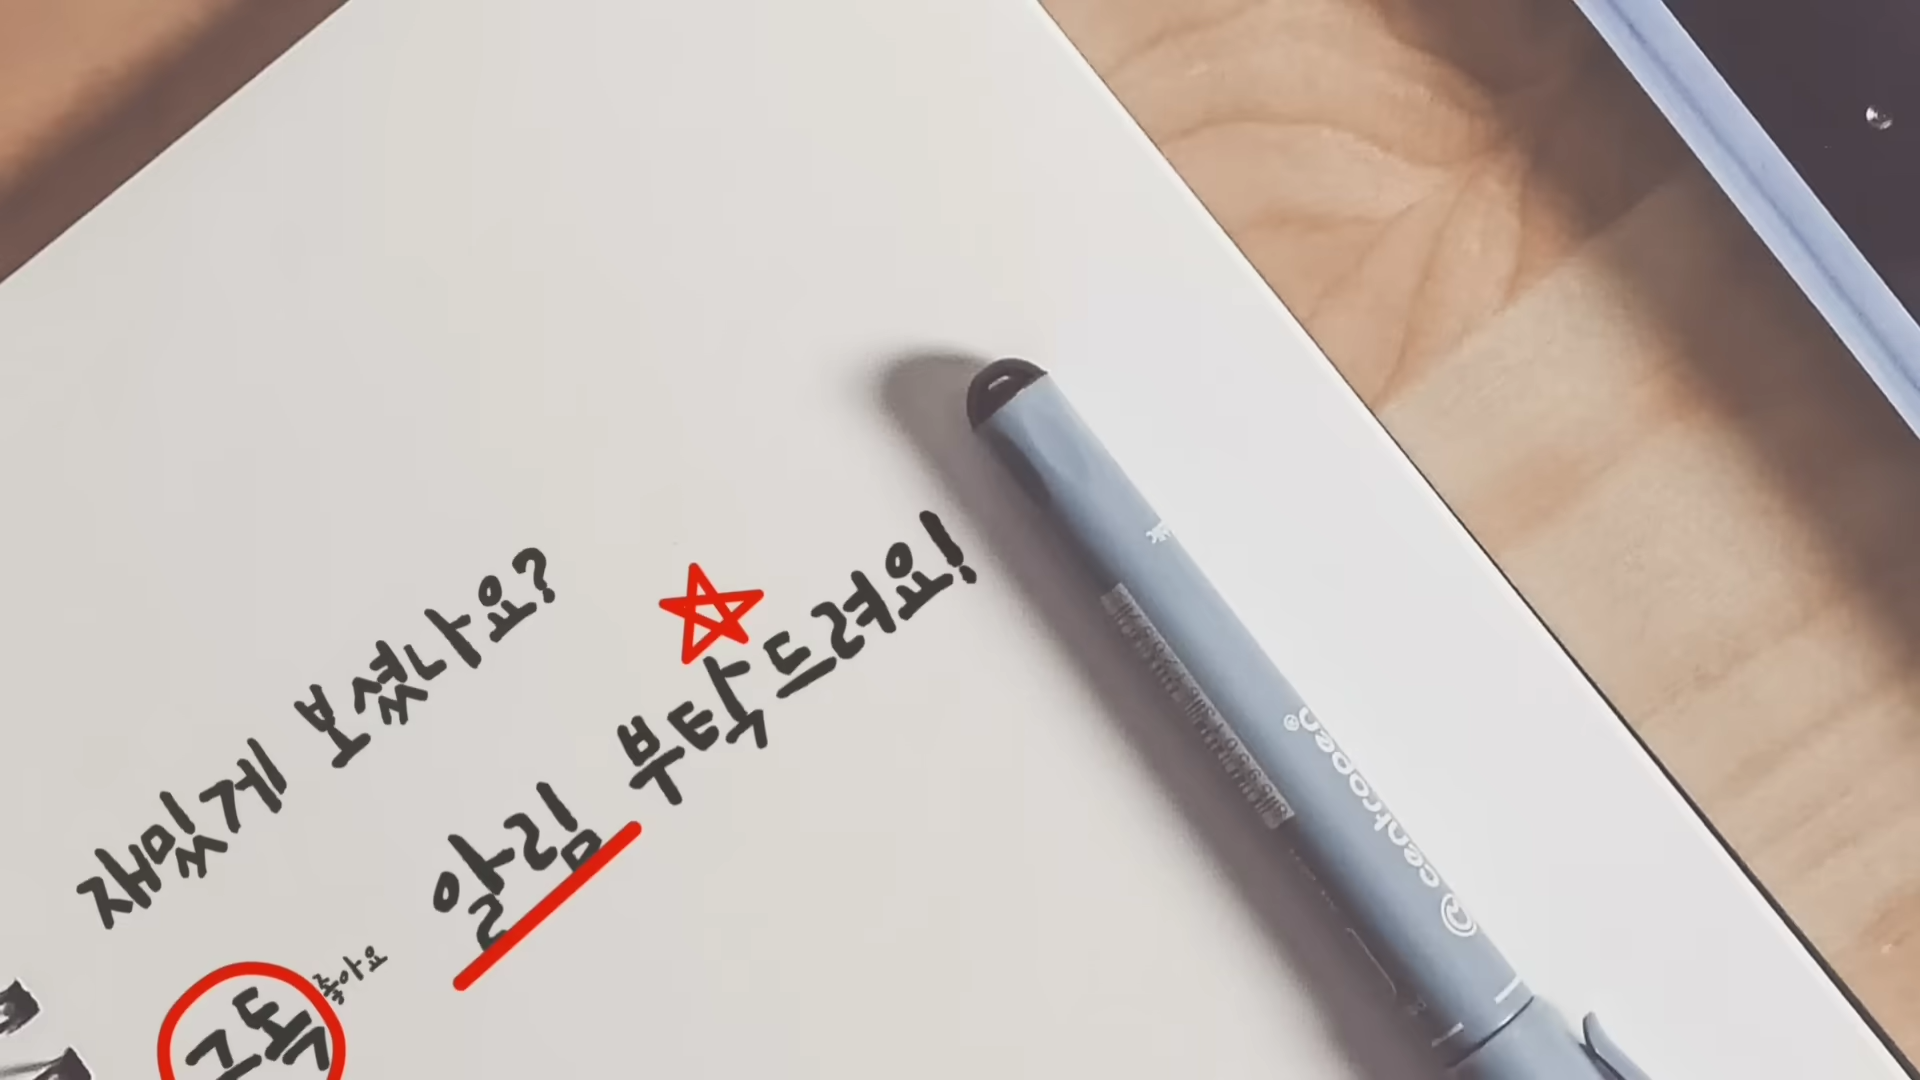 재밌게 보셨나요?
구독
좋아요
알림 부탁드려요!
centropen®